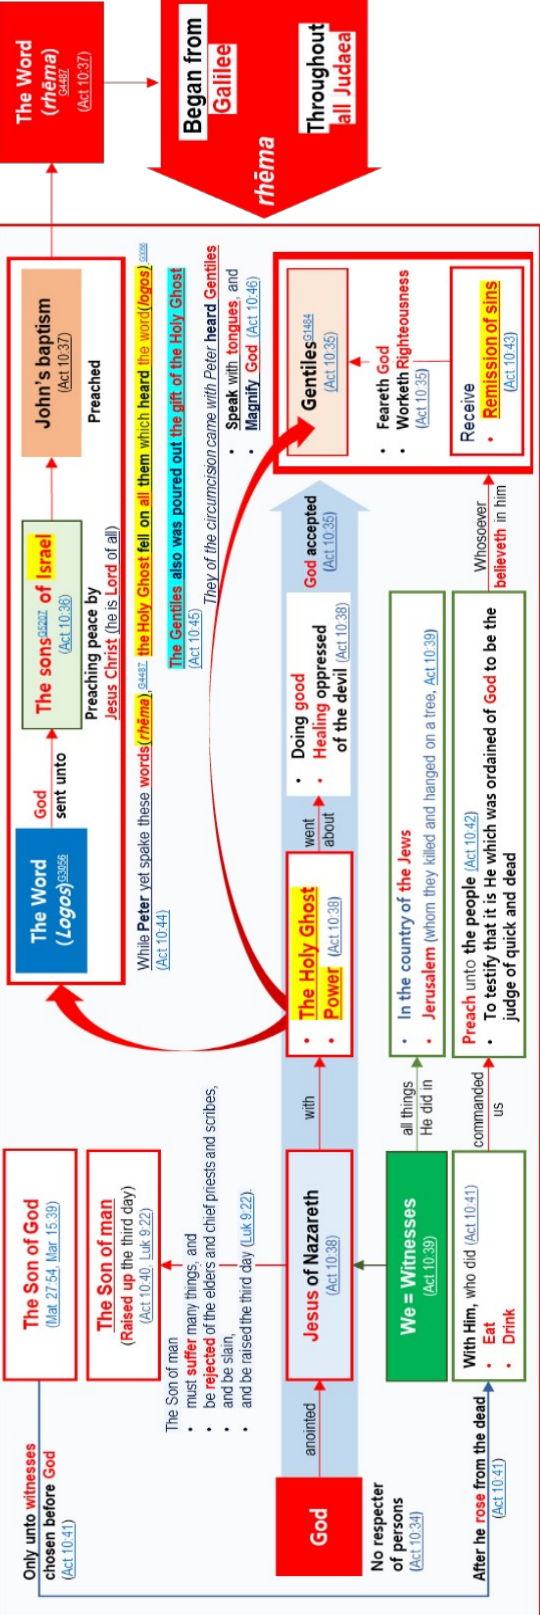 Only unto witnesses
chosen before God
(Act 10:41)
The Son of God
(Mat 27:54, Mar 15:39)
The Son of man
(Raised up the third day)
(Act 10:40, Luk 9:22)
The Son of man
• must suffer many things, and
• be rejected of the elders and chief priests and scribes,
• and be slain,
• and be raised the third day (Luk 9:22).
The Word
(Logos)G3056
God
sent unto
The sonsG5207 of Israel
(Act 10:36)
Preaching peace by
Jesus Christ (he is Lord of all)
John's baptism
(Act 10:37)
Preached
The Word
(rhēma)
G4487
(Act 10:37)
Began from
Galilee
Throughout
all Judaea
rhēma
While Peter yet spake these words(rhēma),G4487 the Holy Ghost fell on all them which heard the word(logos).G3056
(Act 10:44)
The Gentiles also was poured out the gift of the Holy Ghost
(Act 10:45)
They of the circumcision came with Peter heard Gentiles
• Speak with tongues, and
• Magnify God (Act 10:46)
God
anointed
Jesus of Nazareth
(Act 10:38)
with
• The Holy Ghost
• Power (Act 10:38)
went
about
• Doing good
• Healing oppressed
of the devil (Act 10:38)
God accepted
(Act 10:35)
GentilesG1484
(Act 10:35)
• Feareth God
• Worketh Righteousness
(Act 10:35)
Receive
• Remission of sins
(Act 10:43)
No respecter
of persons
(Act 10:34)
We = Witnesses
(Act 10:39)
all things
He did in
• In the country of the Jews
• Jerusalem (whom they killed and hanged on a tree, Act 10:39)
After he rose from the dead
(Act 10:41)
With Him, who did (Act 10:41)
• Eat
• Drink
commanded
us
Preach unto the people (Act 10:42)
• To testify that it is He which was ordained of God to be the
judge of quick and dead
Whosoever
believeth in him